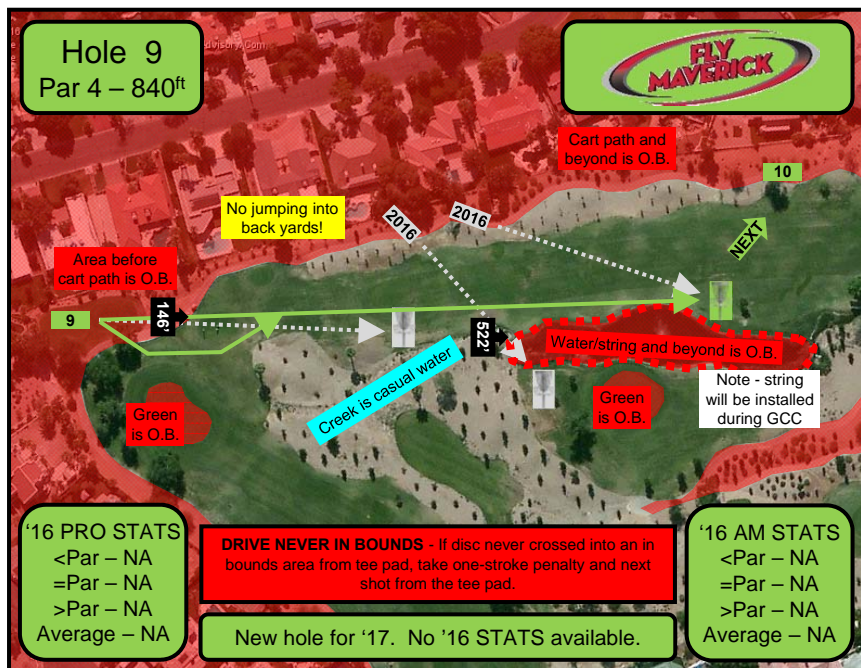 Hole 9
Par 4 – 840ft
16
e
advisory.Com
FLY
MAVERICK
Cart path and
beyond is O.B.
10
No jumping into
back yards!
2016
2016
NEXT
Area before
cart path is O.B.
9
146'
522'
Water/string and beyond is O.B.
Creek is casual water
Note - string
will be installed
during GCC
Green
is O.B.
Green
is O.B.
'16 PRO STATS
<Par – NA
=Par – NA
>Par – NA
Average – NA
DRIVE NEVER IN BOUNDS - If disc never crossed into an in
bounds area from tee pad, take one-stroke penalty and next
shot from the tee pad.
New hole for '17. No '16 STATS available.
'16 AM STATS
<Par – NA
=Par – NA
>Par – NA
Average – NA